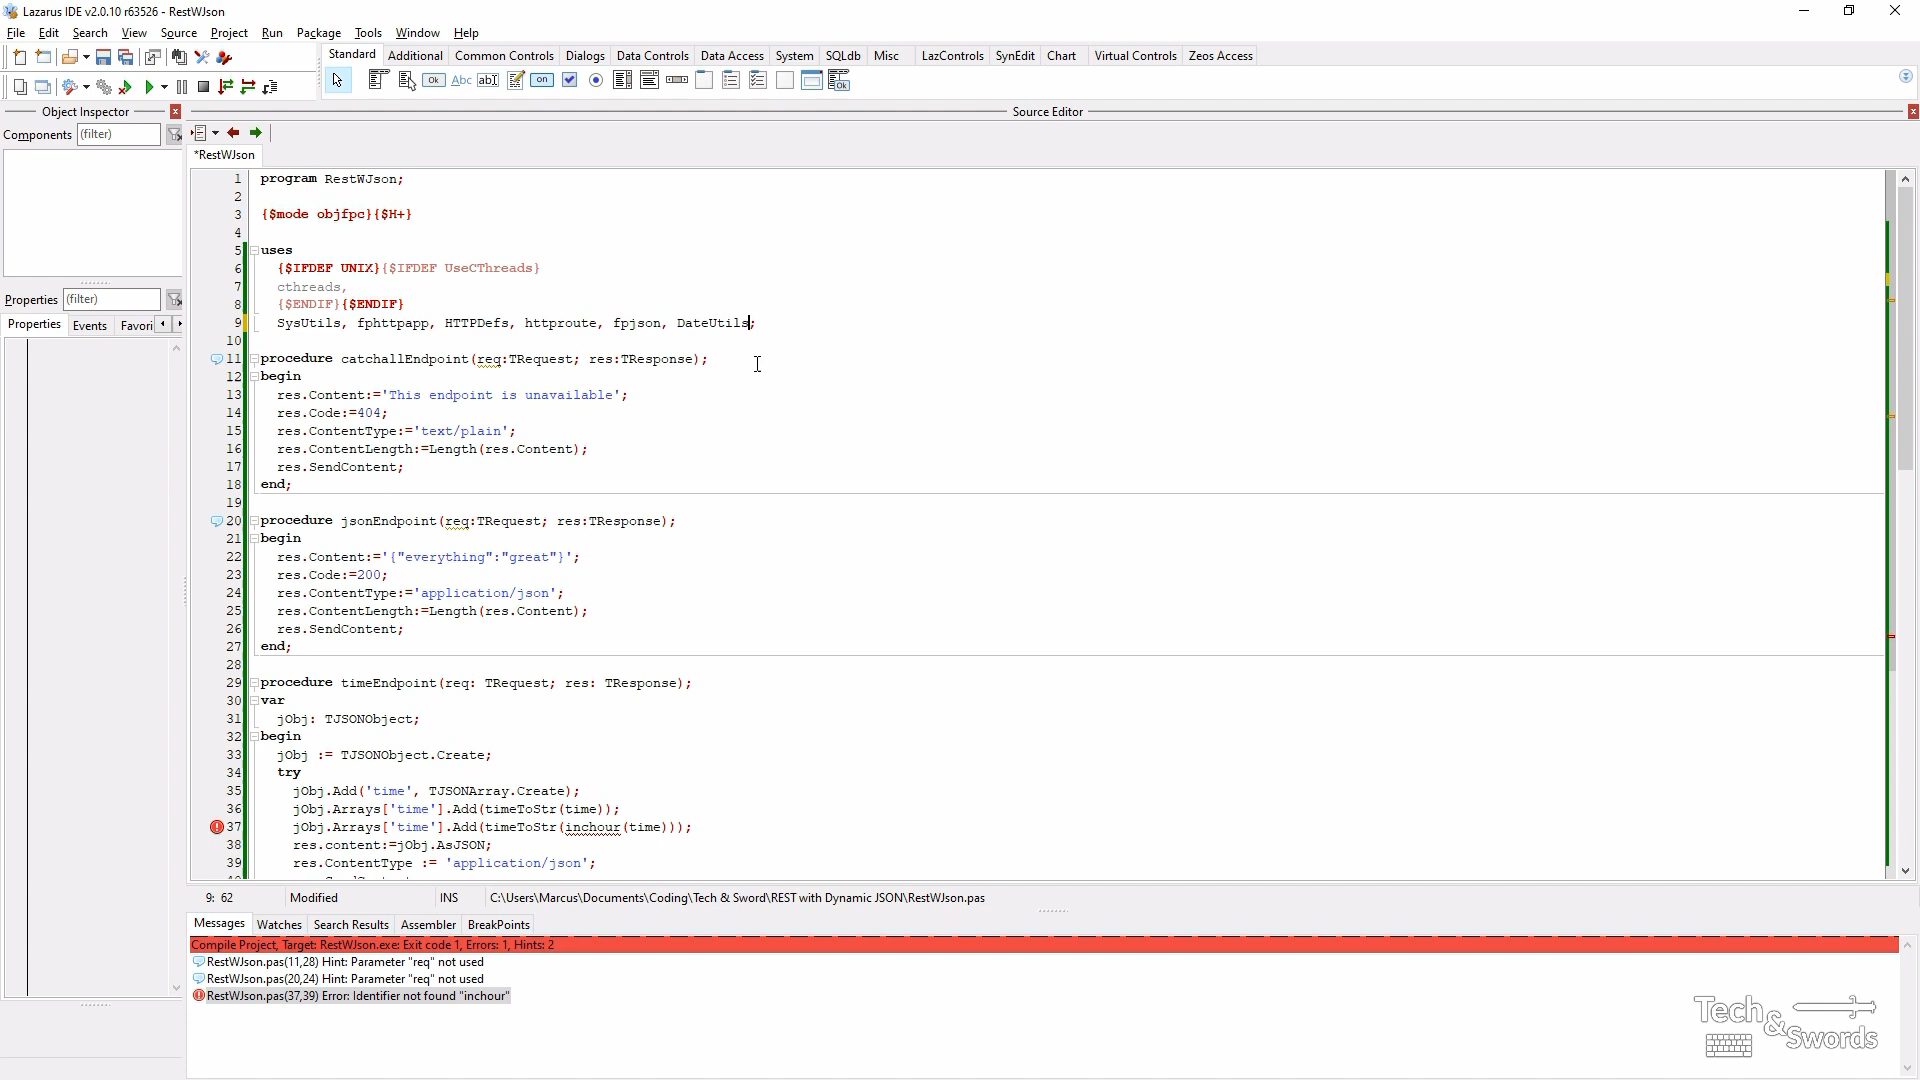 Lazarus IDE v2.0.10 r63526 - RestWJson
File Edit Search View Source Project Run Package Tools Window Help
Standard Additional Common Controls Dialogs Data Controls Data Access System SQLdb Misc LazControls SynEdit Chart Virtual Controls Zeos Access
Ok Abc abI on Ok
Object Inspector
Source Editor
Components (filter)
*RestWJson
Properties (filter)
Properties Events Favori
1 program RestWJson;
2
3 {$mode objfpc}{$H+}
4
5 uses
6 {$IFDEF UNIX}{$IFDEF UseCThreads}
7 cthreads,
8 {$ENDIF}{$ENDIF}
9 SysUtils, fphttpapp, HTTPDefs, httproute, fpjson, DateUtils;
10
11 procedure catchallEndpoint(req:TRequest; res:TResponse);
12 begin
13 res.Content:='This endpoint is unavailable';
14 res.Code:=404;
15 res.ContentType:='text/plain';
16 res.ContentLength:=Length(res.Content);
17 res.SendContent;
18 end;
19
20 procedure jsonEndpoint(req:TRequest; res:TResponse);
21 begin
22 res.Content:='{"everything":"great"}';
23 res.Code:=200;
24 res.ContentType:='application/json';
25 res.ContentLength:=Length(res.Content);
26 res.SendContent;
27 end;
28
29 procedure timeEndpoint(req: TRequest; res: TResponse);
30 var
31 jObj: TJSONObject;
32 begin
33 jObj := TJSONObject.Create;
34 try
35 jObj.Add('time', TJSONArray.Create);
36 jObj.Arrays['time'].Add(timeToStr(time));
37 jObj.Arrays['time'].Add(timeToStr(inchour(time)));
38 res.content:=jObj.AsJSON;
39 res.ContentType := 'application/json';
9: 62 Modified INS C:\Users\Marcus\Documents\Coding\Tech & Sword\REST with Dynamic JSON\RestWJson.pas
Messages Watches Search Results Assembler BreakPoints
Compile Project, Target: RestWJson.exe: Exit code 1, Errors: 1, Hints: 2
RestWJson.pas(11,28) Hint: Parameter "req" not used
RestWJson.pas(20,24) Hint: Parameter "req" not used
RestWJson.pas(37,39) Error: Identifier not found "inchour"
Tech
& Swords